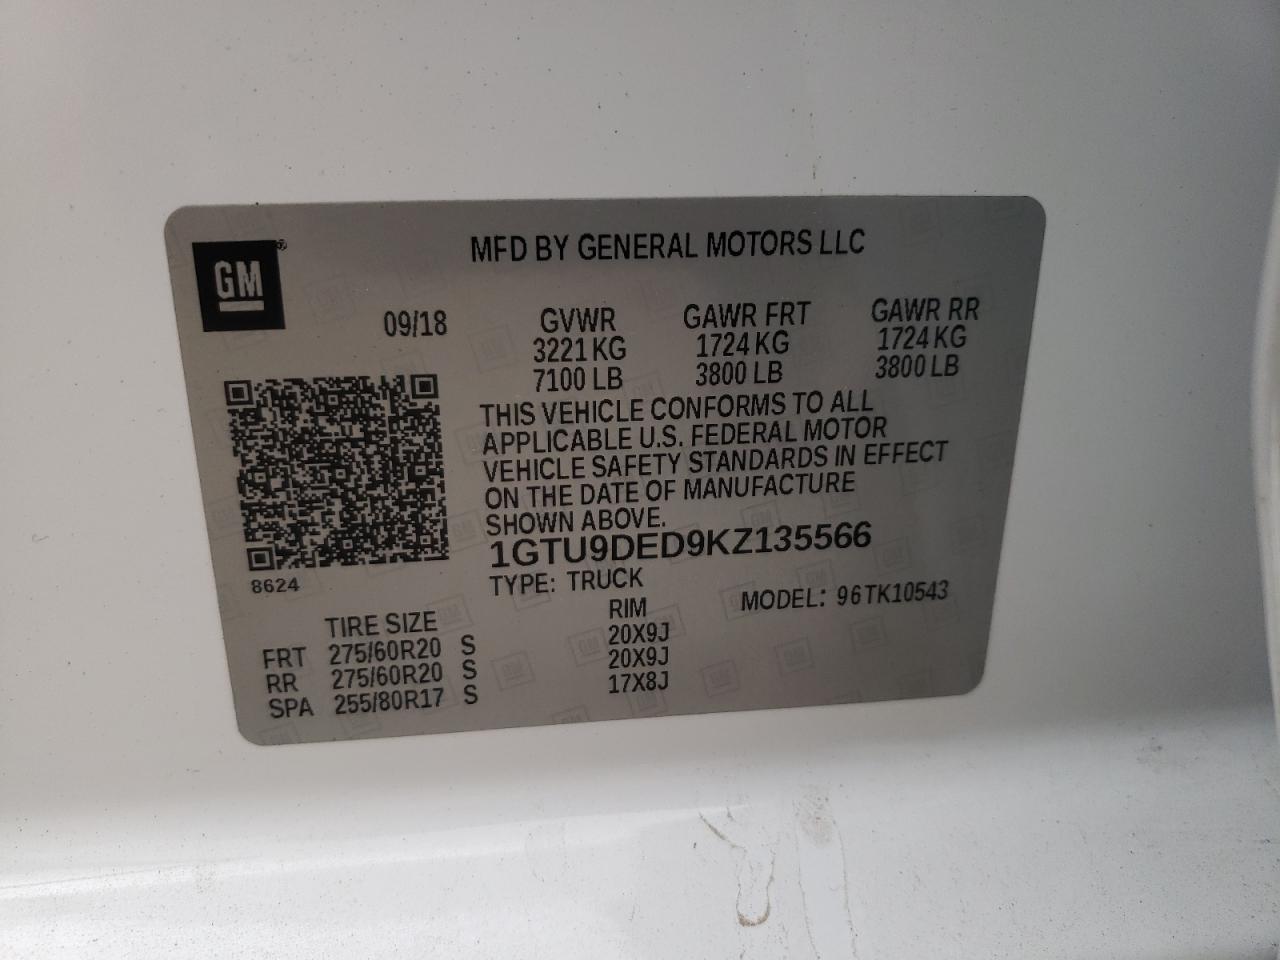 GM®
MFD BY GENERAL MOTORS LLC
09/18
GVWR GAWR FRT GAWR RR
3221 KG 1724 KG 1724 KG
7100 LB 3800 LB 3800 LB
THIS VEHICLE CONFORMS TO ALL
APPLICABLE U.S. FEDERAL MOTOR
VEHICLE SAFETY STANDARDS IN EFFECT
ON THE DATE OF MANUFACTURE
SHOWN ABOVE.
1GTU9DED9KZ135566
8624
TYPE: TRUCK
MODEL: 96TK10543
TIRE SIZE RIM
FRT 275/60R20 S 20X9J
RR 275/60R20 S 20X9J
SPA 255/80R17 S 17X8J